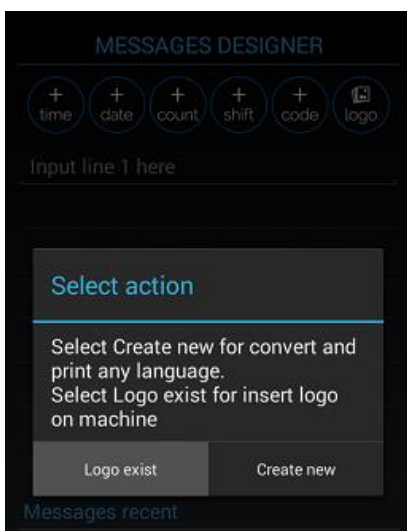 MESSAGES DESIGNER
+ + + + +
time date count shift code logo
Input line 1 here
Select action
Select Create new for convert and
print any language.
Select Logo exist for insert logo
on machine
Logo exist Create new
Messages recent